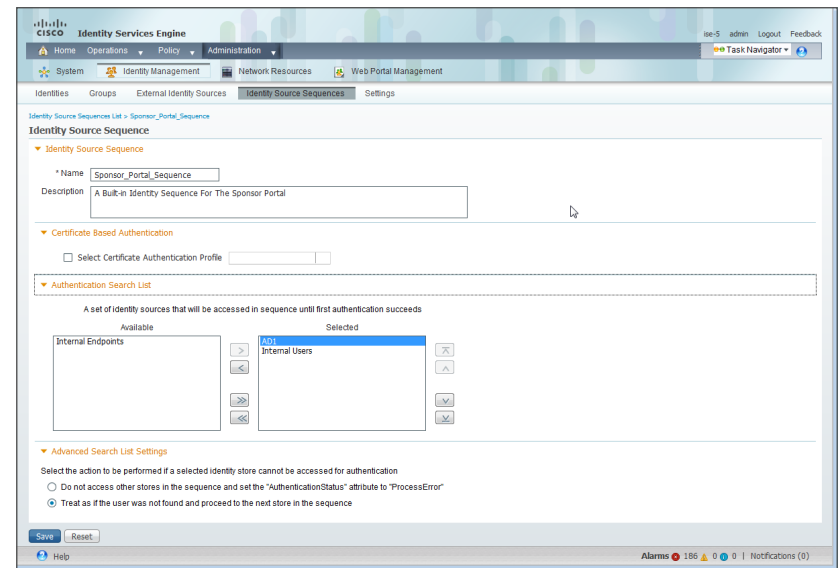 CISCO Identity Services Engine
ise-5 admin Logout Feedback
Home Operations Policy Administration
Task Navigator
System Identity Management Network Resources Web Portal Management
Identities Groups External Identity Sources Identity Source Sequences Settings
Identity Source Sequences List > Sponsor_Portal_Sequence
Identity Source Sequence
Identity Source Sequence
* Name Sponsor_Portal_Sequence
Description A Built-in Identity Sequence For The Sponsor Portal
Certificate Based Authentication
Select Certificate Authentication Profile
Authentication Search List
A set of identity sources that will be accessed in sequence until first authentication succeeds
Available Selected
Internal Endpoints AD1
Internal Users
Advanced Search List Settings
Select the action to be performed if a selected identity store cannot be accessed for authentication
Do not access other stores in the sequence and set the "AuthenticationStatus" attribute to "ProcessError"
Treat as if the user was not found and proceed to the next store in the sequence
Save Reset
Help Alarms 186 0 0 | Notifications (0)